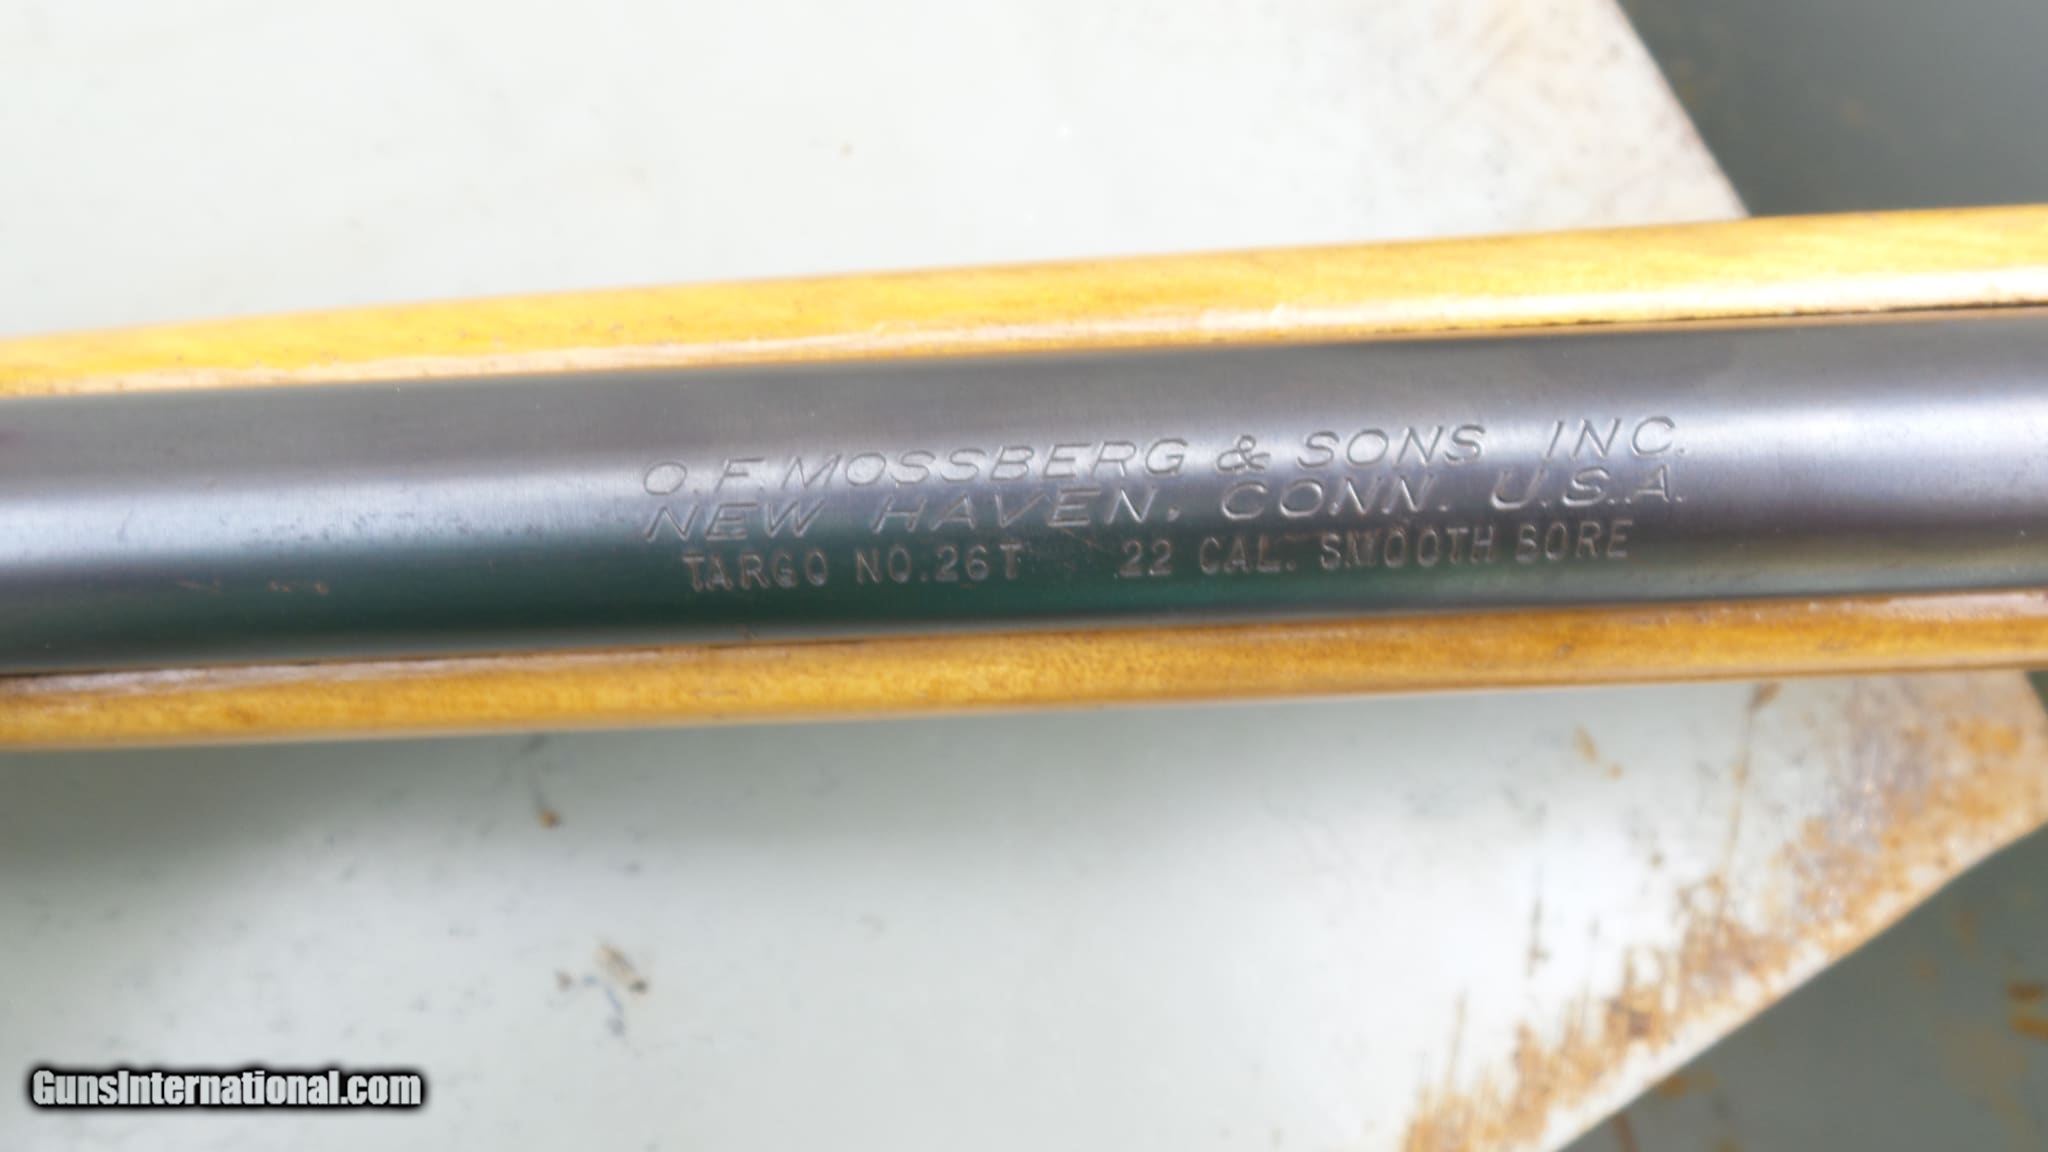 O.F. MOSSBERG & SONS INC.
NEW HAVEN, CONN. U.S.A.
TARGO NO. 26T 22 CAL. SMOOTH BORE
GunsInternational.com